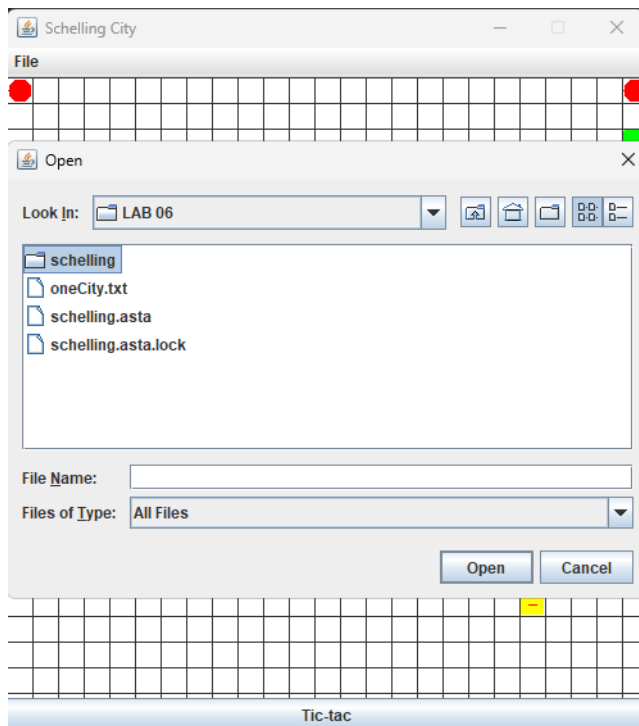 Schelling City
File
Open
Look In: LAB 06
schelling
oneCity.txt
schelling.asta
schelling.asta.lock
File Name:
Files of Type: All Files
Open Cancel
Tic-tac